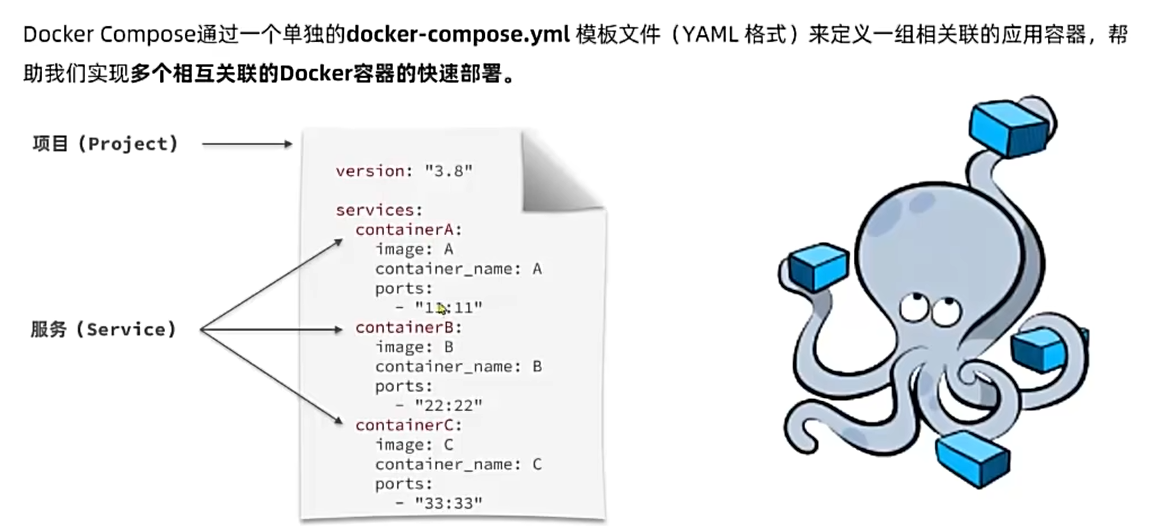 Docker Compose通过一个单独的docker-compose.yml 模板文件（YAML 格式）来定义一组相关联的应用容器，帮
助我们实现多个相互关联的Docker容器的快速部署。
项目（Project）
version: "3.8"
services:
containerA:
image: A
container_name: A
ports:
- "11:11"
服务（Service）
containerB:
image: B
container_name: B
ports:
- "22:22"
containerC:
image: C
container_name: C
ports:
- "33:33"